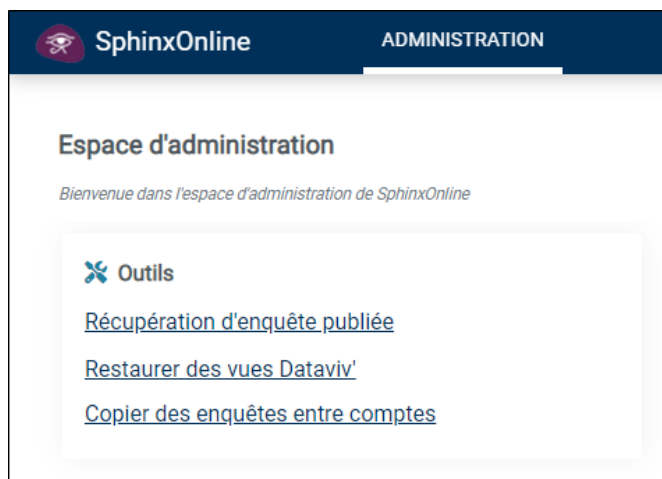 SphinxOnline
ADMINISTRATION
Espace d'administration
Bienvenue dans l'espace d'administration de SphinxOnline
Outils
Récupération d'enquête publiée
Restaurer des vues Dataviv'
Copier des enquêtes entre comptes